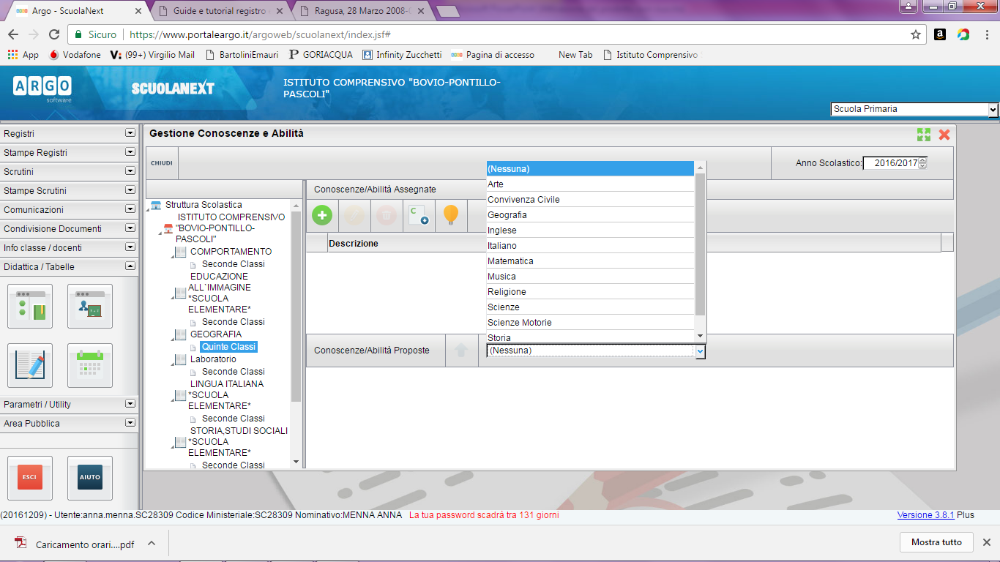 Argo - ScuolaNext
Guide e tutorial registro
Ragusa, 28 Marzo 2008-
Sicuro
https://www.portaleargo.it/argoweb/scuolanext/index.jsf#
App
Vodafone
(99+) Virgilio Mail
BartoliniEmauri
GORIACQUA
Infinity Zucchetti
Pagina di accesso
New Tab
Istituto Comprensivo
ARGO
software
SCUOLANEXT
ISTITUTO COMPRENSIVO "BOVIO-PONTILLO-
PASCOLI"
Scuola Primaria
Registri
Stampe Registri
Scrutini
Stampe Scrutini
Comunicazioni
Condivisione Documenti
Info classe / docenti
Didattica / Tabelle
Parametri / Utility
Area Pubblica
ESCI
AIUTO
Gestione Conoscenze e Abilità
CHIUDI
Anno Scolastico:
2016/2017
Struttura Scolastica
ISTITUTO COMPRENSIVO
"BOVIO-PONTILLO-
PASCOLI"
COMPORTAMENTO
Seconde Classi
EDUCAZIONE
ALL`IMMAGINE
*SCUOLA
ELEMENTARE*
Seconde Classi
GEOGRAFIA
Quinte Classi
Laboratorio
Seconde Classi
LINGUA ITALIANA
*SCUOLA
ELEMENTARE*
Seconde Classi
STORIA,STUDI SOCIALI
*SCUOLA
ELEMENTARE*
Seconde Classi
Conoscenze/Abilità Assegnate
C
Descrizione
(Nessuna)
Arte
Convivenza Civile
Geografia
Inglese
Italiano
Matematica
Musica
Religione
Scienze
Scienze Motorie
Storia
Conoscenze/Abilità Proposte
(Nessuna)
(20161209) - Utente:anna.menna.SC28309 Codice Ministeriale:SC28309 Nominativo:MENNA ANNA La tua password scadrà tra 131 giorni
Versione 3.8.1 Plus
Caricamento orari....pdf
Mostra tutto